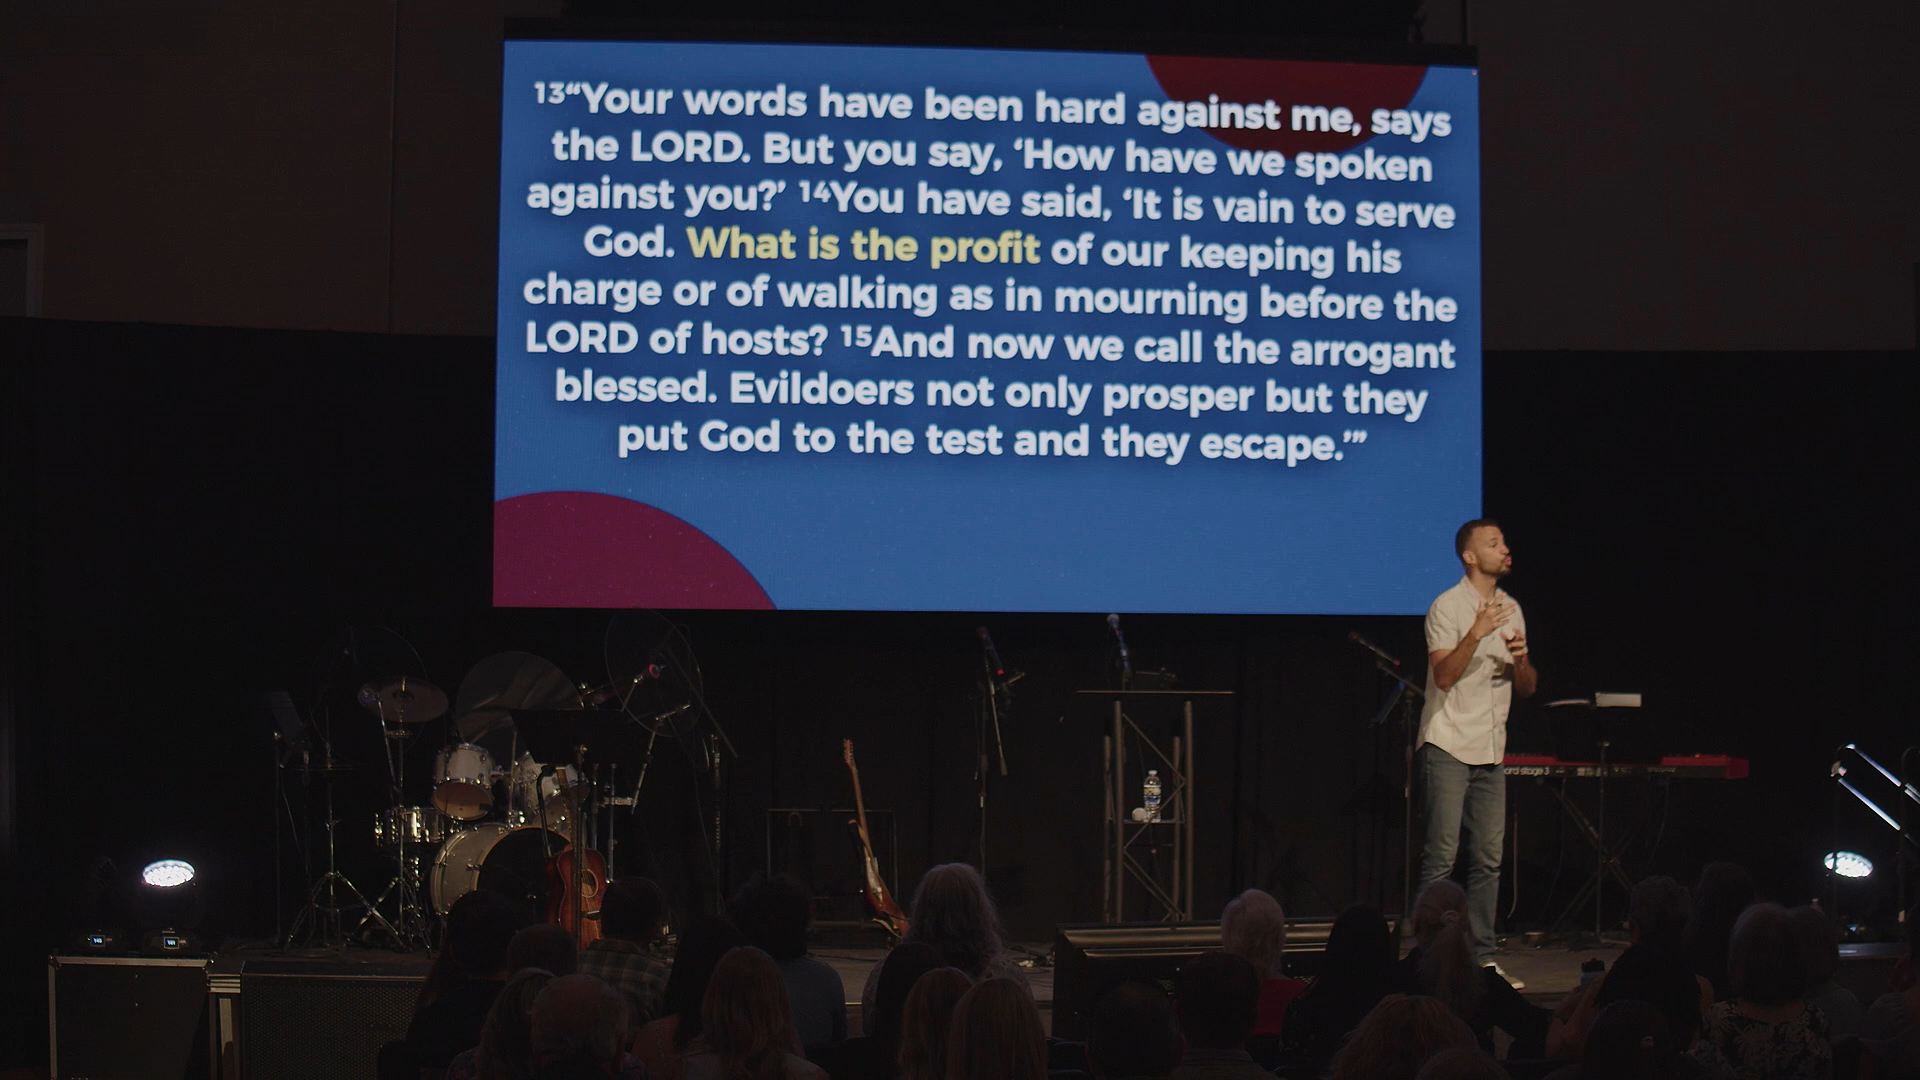 13“Your words have been hard against me, says
the LORD. But you say, ‘How have we spoken
against you?’ 14You have said, ‘It is vain to serve
God. What is the profit of our keeping his
charge or of walking as in mourning before the
LORD of hosts? 15And now we call the arrogant
blessed. Evildoers not only prosper but they
put God to the test and they escape.’”
stage 3